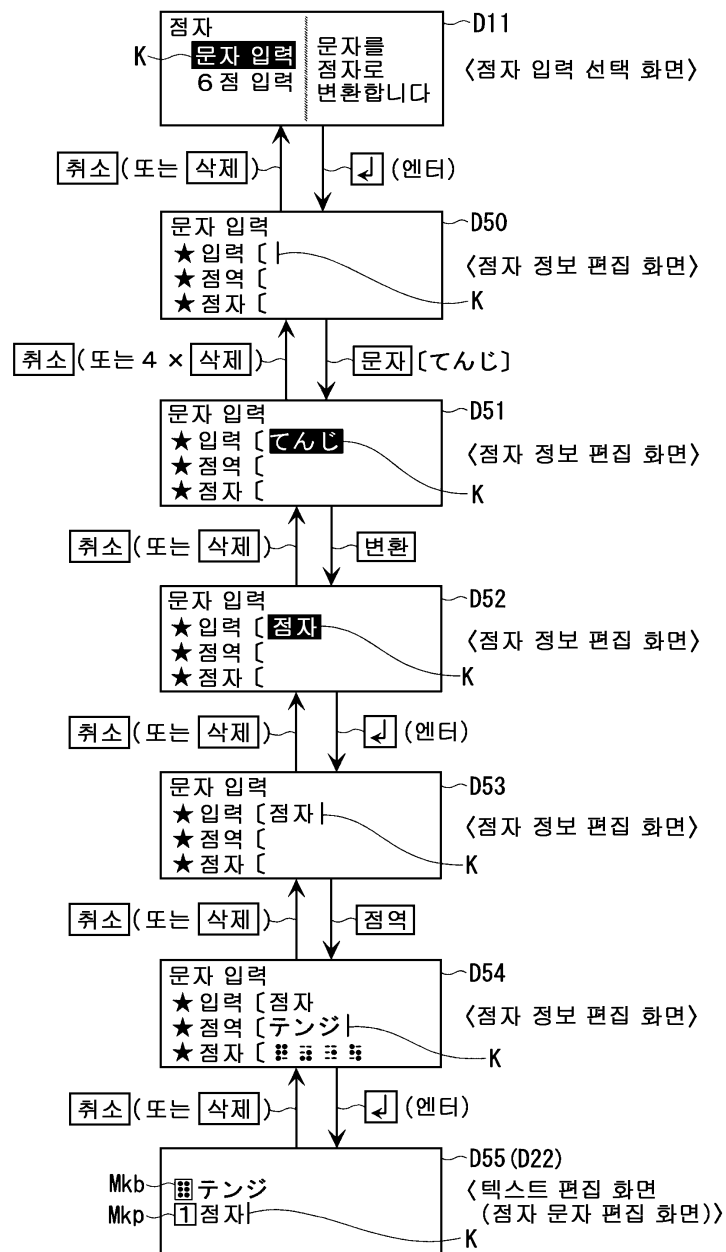 점자
문자 입력
6점 입력
문자를
점자로
변환합니다
K
D11
〈점자 입력 선택 화면〉
취소 (또는 삭제)
↲ (엔터)
문자 입력
★입력〔
★점역〔
★점자〔
D50
〈점자 정보 편집 화면〉
K
취소 (또는 4 × 삭제)
문자〔てんじ〕
문자 입력
★입력〔てんじ
★점역〔
★점자〔
D51
〈점자 정보 편집 화면〉
K
취소 (또는 삭제)
변환
문자 입력
★입력〔점자
★점역〔
★점자〔
D52
〈점자 정보 편집 화면〉
K
취소 (또는 삭제)
↲ (엔터)
문자 입력
★입력〔점자
★점역〔
★점자〔
D53
〈점자 정보 편집 화면〉
K
취소 (또는 삭제)
점역
문자 입력
★입력〔점자
★점역〔テンジ
★점자〔
D54
〈점자 정보 편집 화면〉
K
취소 (또는 삭제)
↲ (엔터)
Mkb
テンジ
Mkp
1 점자
D55(D22)
〈텍스트 편집 화면
(점자 문자 편집 화면)〉
K